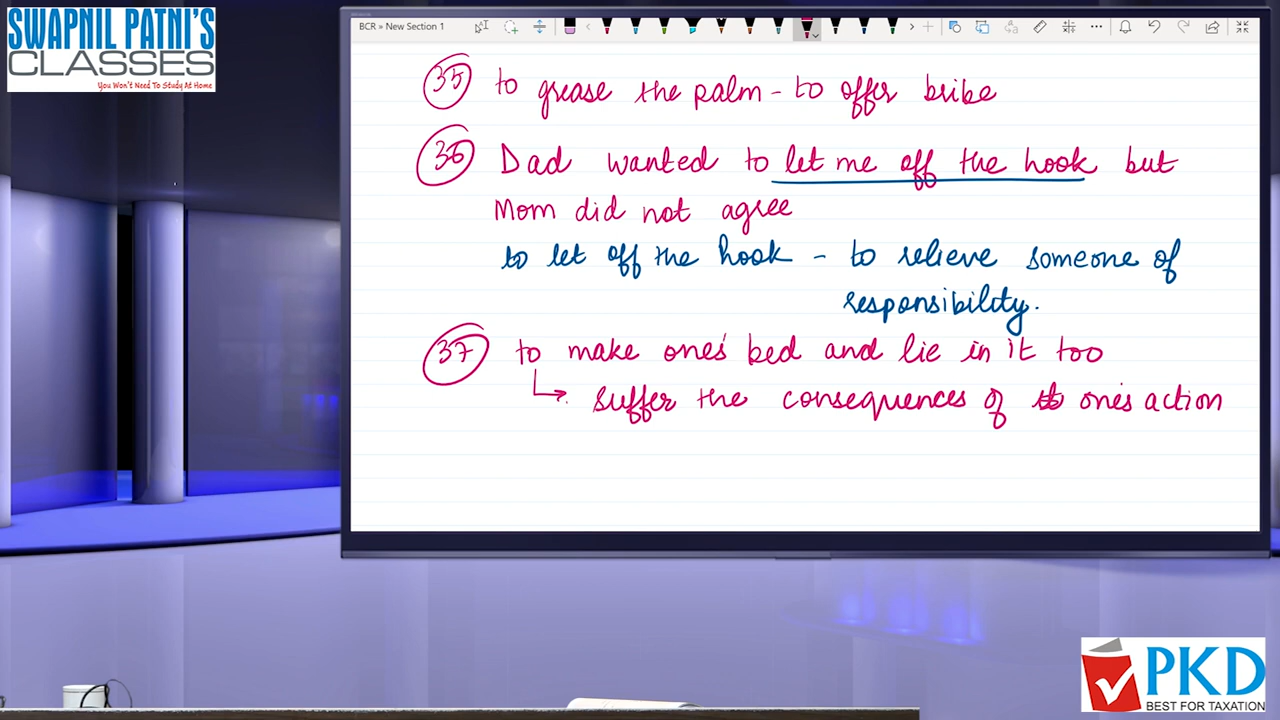 SWAPNIL PATNI'S
CLASSES
You Won't Need To Study At Home
BCR » New Section 1
35 to grease the palm - to offer bribe
36 Dad wanted to let me off the hook but
Mom did not agree
to let off the hook - to relieve someone of
responsibility.
37 to make one's bed and lie in it too
suffer the consequences of one's action
PKD
BEST FOR TAXATION